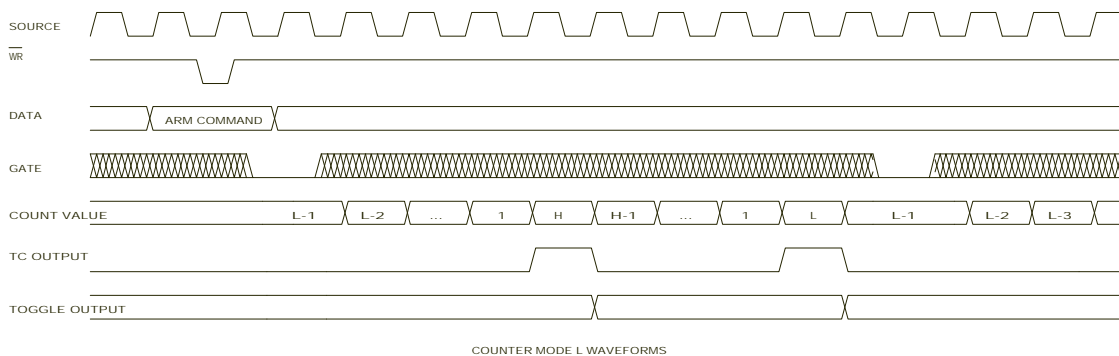 SOURCE
WR
DATA ARM COMMAND
GATE
COUNT VALUE L-1 L-2 ... 1 H H-1 ... 1 L L-1 L-2 L-3
TC OUTPUT
TOGGLE OUTPUT
COUNTER MODE L WAVEFORMS